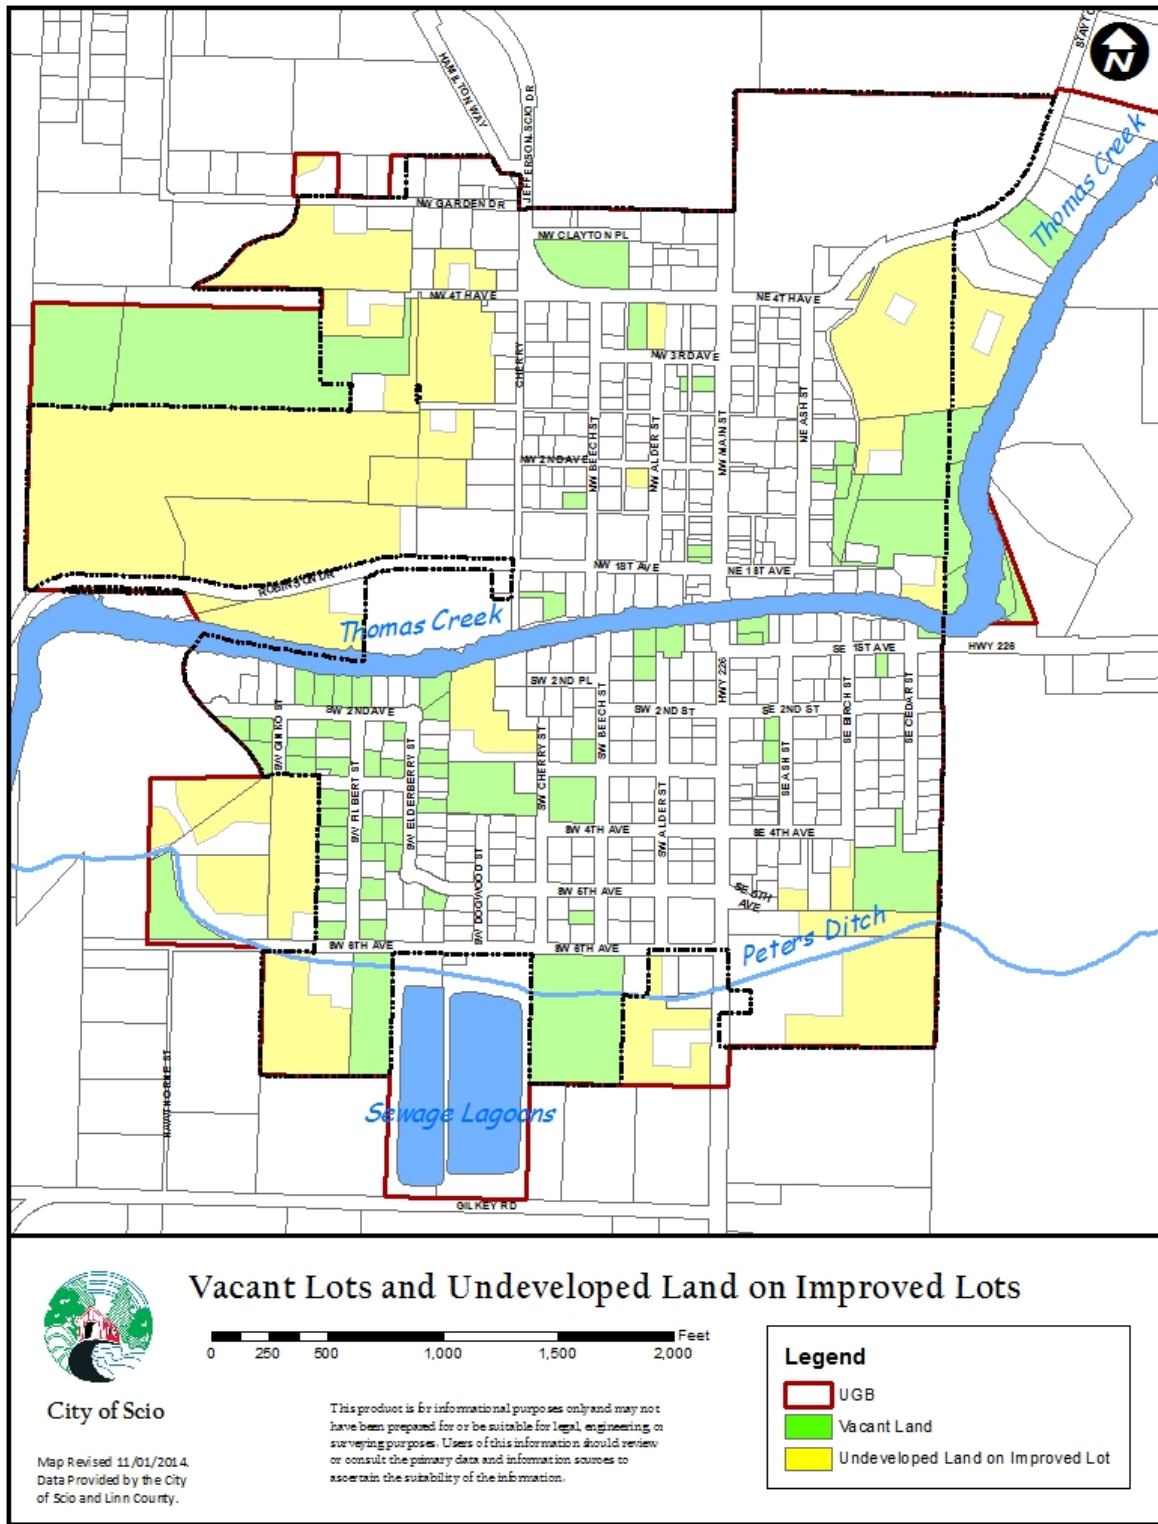 STAYTO
N
HAMILTON WAY
JEFFERSON-SCIO DR
Thomas Creek
NW GARDEN DR
NW CLAYTON PL
NW 4TH AVE
NE 4TH AVE
NW 3RD AVE
CHERRY
NW BEECH ST
NW ALDER ST
NW MAIN ST
NE ASH ST
NW 2ND AVE
NW 1ST AVE
NE 1ST AVE
ROBINSON DR
Thomas Creek
SE 1ST AVE
HWY 226
SW 2ND PL
HWY 226
SW 2ND AVE
SW 2ND ST
SE 2ND ST
SW GINKO ST
SW BEECH ST
SE BIRCH ST
SE CEDAR ST
SW FILBERT ST
SW ELDERBERRY ST
SW CHERRY ST
SE ASH ST
SW ALDER ST
SW 4TH AVE
SE 4TH AVE
SW DOGWOOD ST
SW 5TH AVE
SE 5TH
AVE
SW 6TH AVE
SW 6TH AVE
Peters Ditch
HAWTHORNE ST
Sewage Lagoons
GILKEY RD
Vacant Lots and Undeveloped Land on Improved Lots
Feet
0 250 500 1,000 1,500 2,000
City of Scio
Map Revised 11/01/2014.
Data Provided by the City
of Scio and Linn County.
This product is for informational purposes only and may not
have been prepared for or be suitable for legal, engineering, or
surveying purposes. Users of this information should review
or consult the primary data and information sources to
ascertain the suitability of the information.
Legend
UGB
Vacant Land
Undeveloped Land on Improved Lot